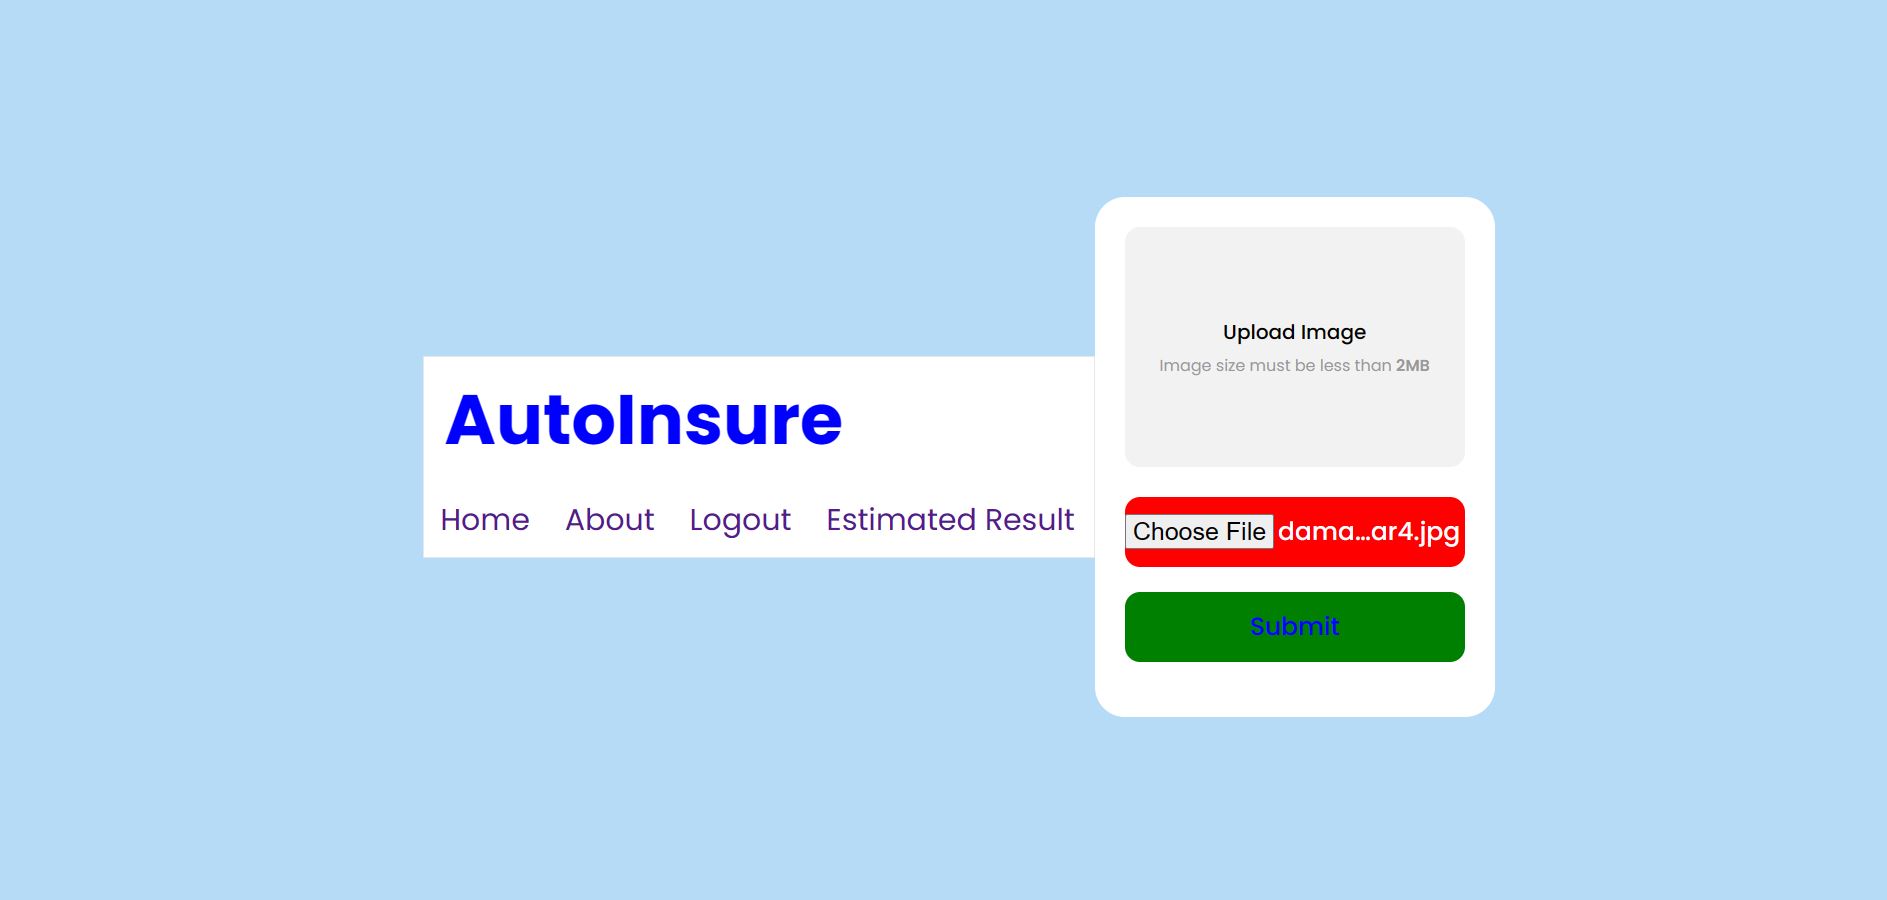 AutoInsure
Home About Logout Estimated Result
Upload Image
Image size must be less than 2MB
Choose File dama...ar4.jpg
Submit